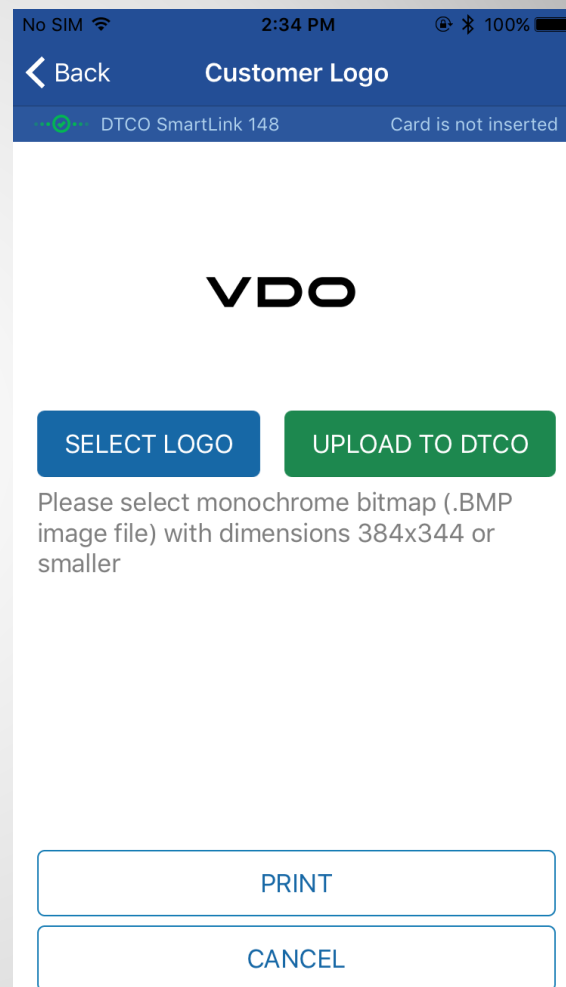 No SIM 2:34 PM 100%
Back Customer Logo
DTCO SmartLink 148 Card is not inserted
VDO
SELECT LOGO UPLOAD TO DTCO
Please select monochrome bitmap (.BMP
image file) with dimensions 384x344 or
smaller
PRINT
CANCEL